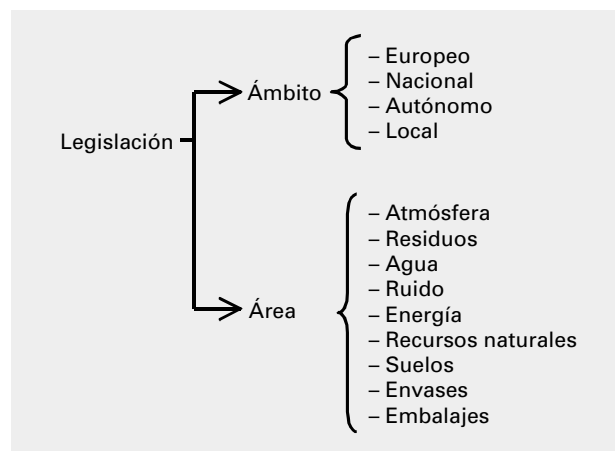 Legislación
Ámbito
– Europeo
– Nacional
– Autónomo
– Local
Área
– Atmósfera
– Residuos
– Agua
– Ruido
– Energía
– Recursos naturales
– Suelos
– Envases
– Embalajes